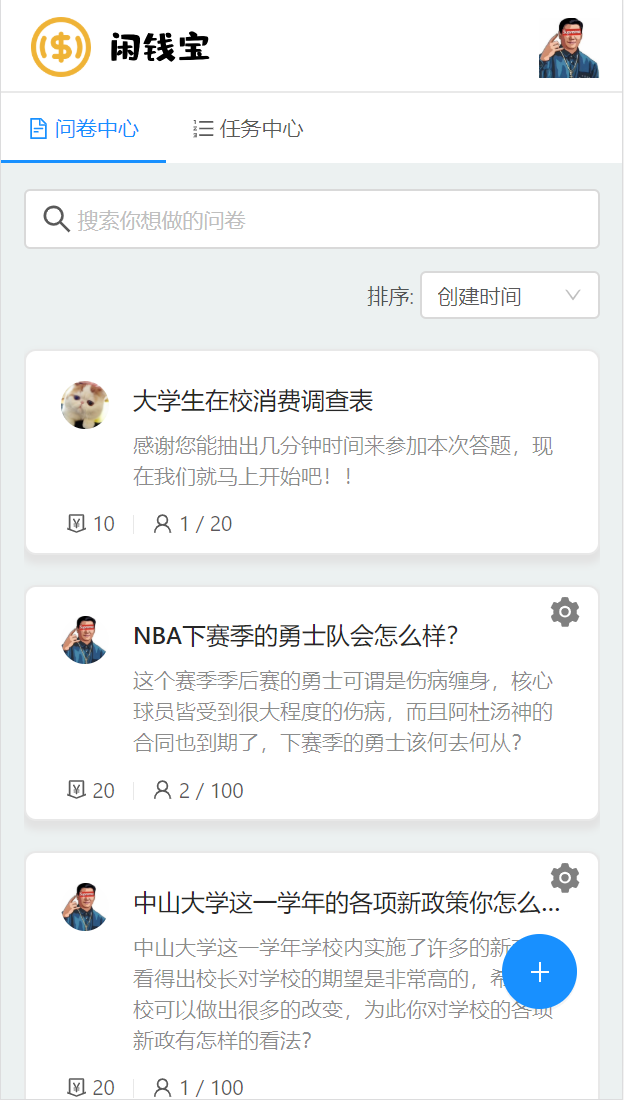 闲钱宝
问卷中心
任务中心
搜索你想做的问卷
排序: 创建时间
大学生在校消费调查表
感谢您能抽出几分钟时间来参加本次答题，现
在我们就马上开始吧！！
10 1 / 20
NBA下赛季的勇士队会怎么样？
这个赛季季后赛的勇士可谓是伤病缠身，核心
球员皆受到很大程度的伤病，而且阿杜汤神的
合同也到期了，下赛季的勇士该何去何从？
20 2 / 100
中山大学这一学年的各项新政策你怎么...
中山大学这一学年学校内实施了许多的新
看得出校长对学校的期望是非常高的，希
校可以做出很多的改变，为此你对学校的各项
新政有怎样的看法？
20 1 / 100